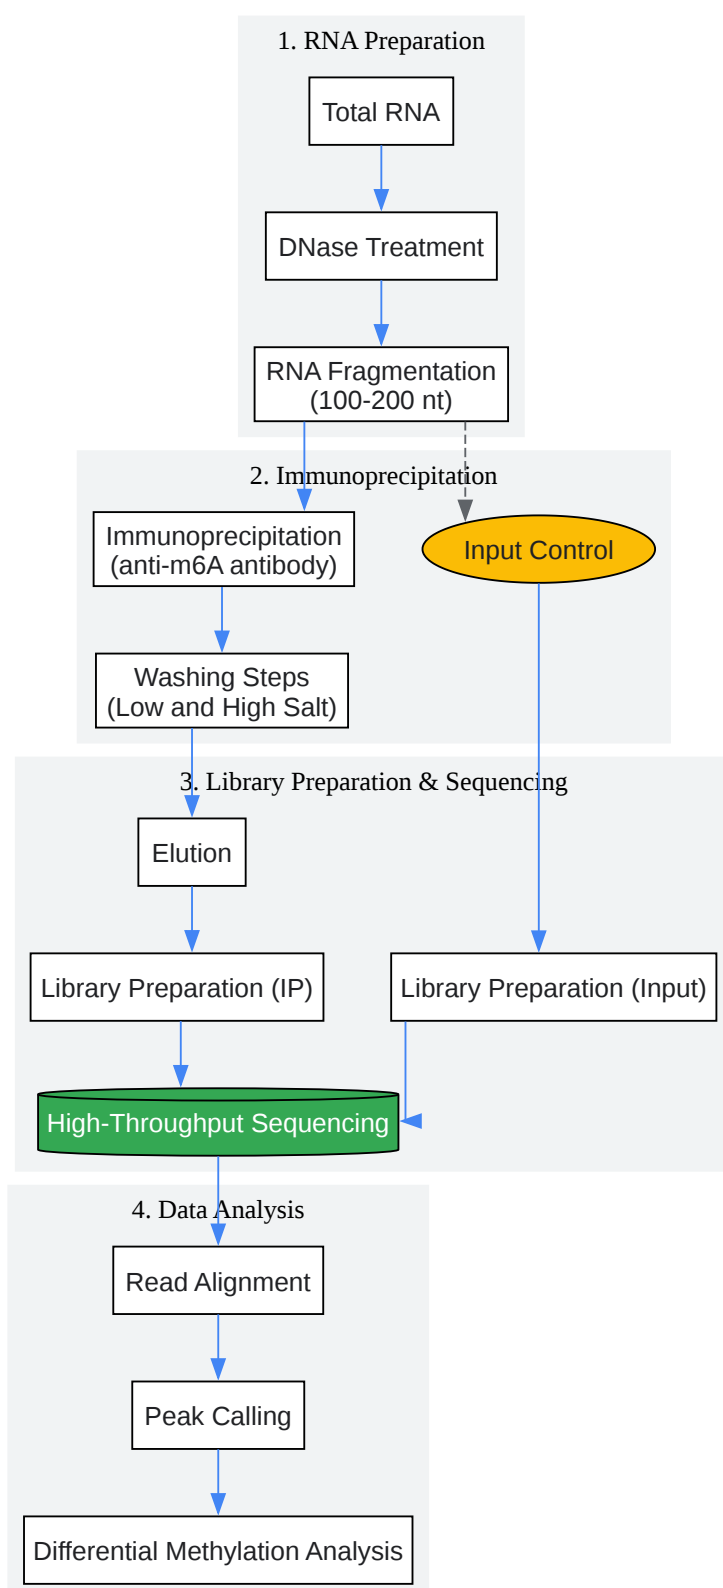 1. RNA Preparation
Total RNA
DNase Treatment
RNA Fragmentation
(100-200 nt)
2. Immunoprecipitation
Immunoprecipitation
(anti-m6A antibody)
Input Control
Washing Steps
(Low and High Salt)
3. Library Preparation & Sequencing
Elution
Library Preparation (IP)
Library Preparation (Input)
High-Throughput Sequencing
4. Data Analysis
Read Alignment
Peak Calling
Differential Methylation Analysis